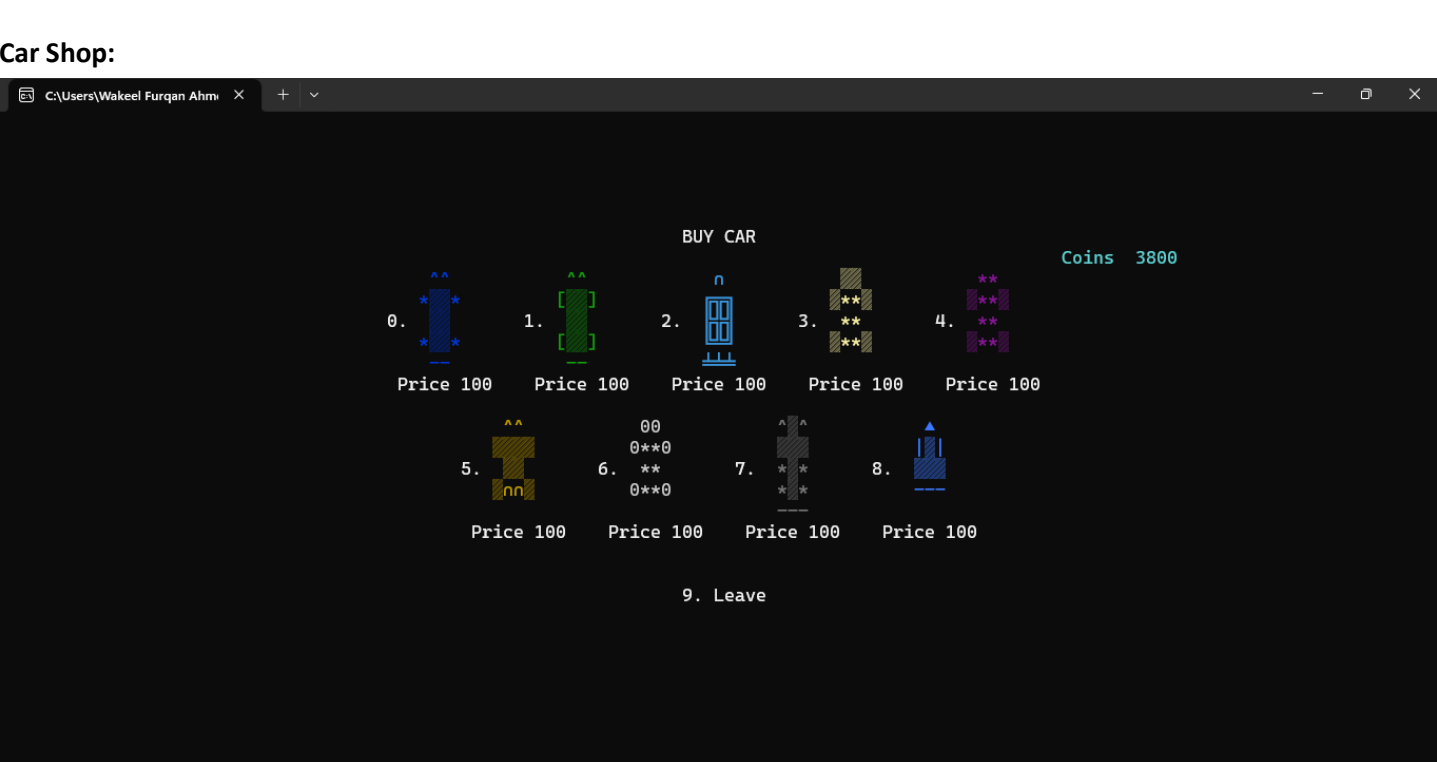 Car Shop:
C:\Users\Wakeel Furqan Ahm
BUY CAR
Coins 3800
0. 1. 2. 3. 4.
Price 100 Price 100 Price 100 Price 100 Price 100
5. 6. 7. 8.
Price 100 Price 100 Price 100 Price 100
9. Leave